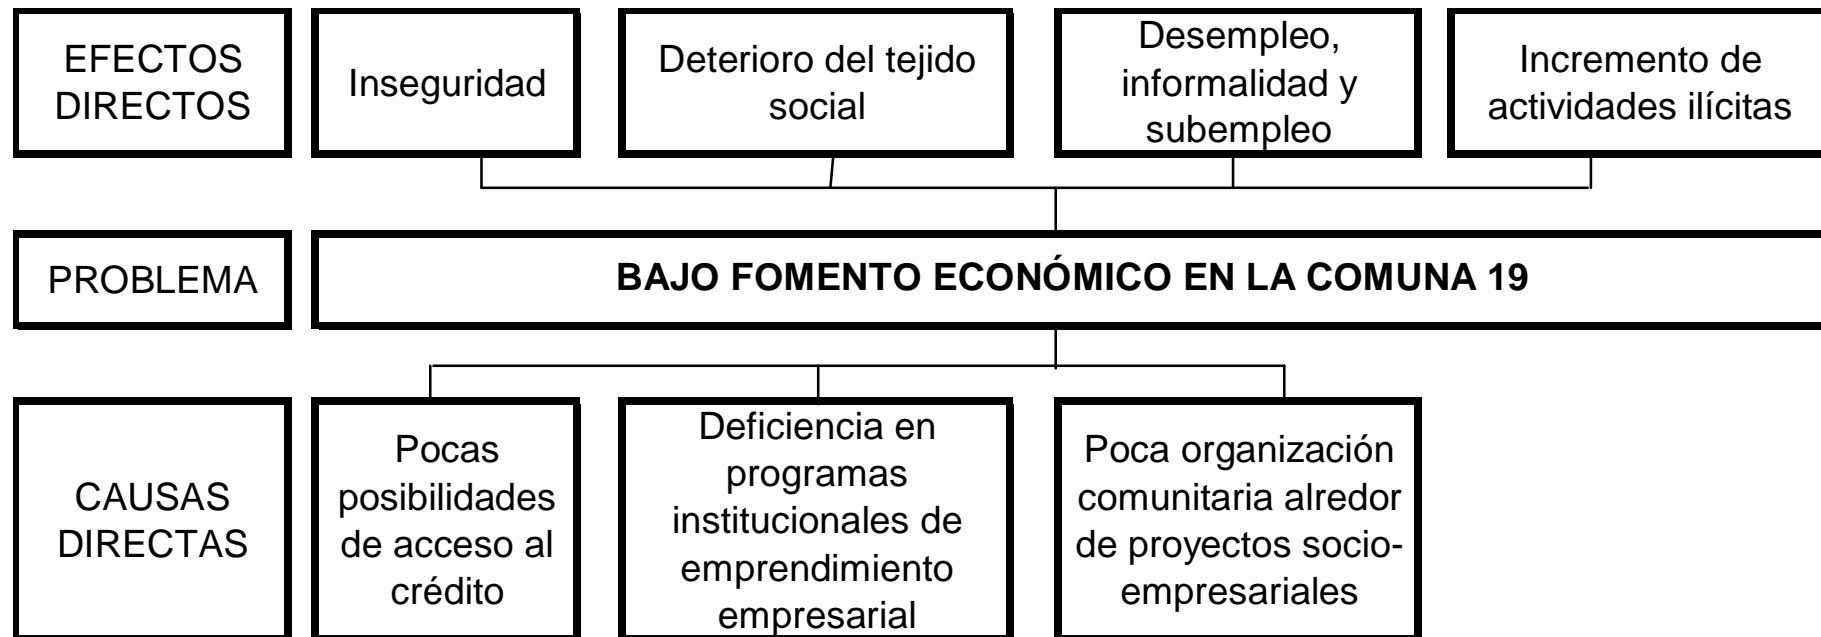 EFECTOS
DIRECTOS
Inseguridad
Deterioro del tejido
social
Desempleo,
informalidad y
subempleo
Incremento de
actividades ilícitas
PROBLEMA
BAJO FOMENTO ECONÓMICO EN LA COMUNA 19
CAUSAS
DIRECTAS
Pocas
posibilidades
de acceso al
crédito
Deficiencia en
programas
institucionales de
emprendimiento
empresarial
Poca organización
comunitaria alredor
de proyectos socio-
empresariales